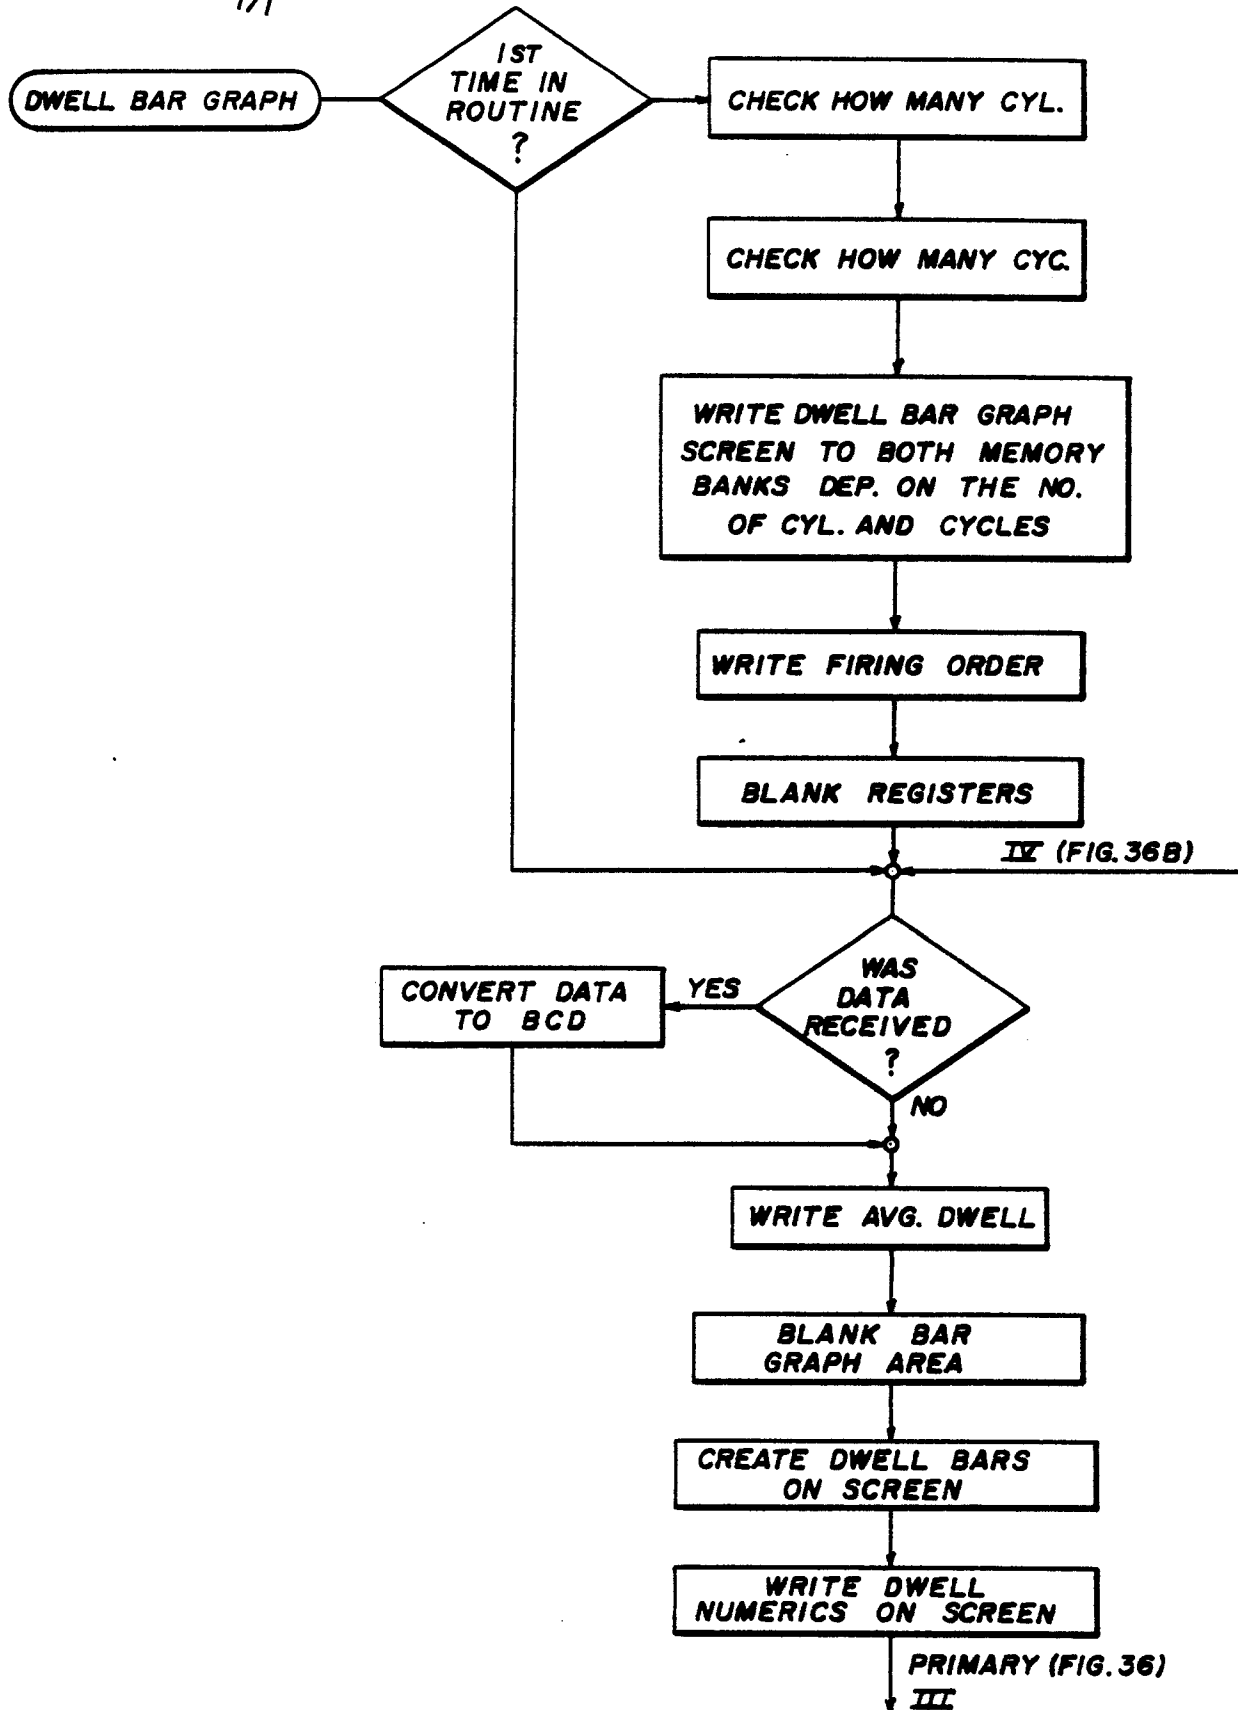 DWELL BAR GRAPH
1ST
TIME IN
ROUTINE
?
CHECK HOW MANY CYL.
CHECK HOW MANY CYC.
WRITE DWELL BAR GRAPH
SCREEN TO BOTH MEMORY
BANKS DEP. ON THE NO.
OF CYL. AND CYCLES
WRITE FIRING ORDER
BLANK REGISTERS
IV (FIG. 36B)
WAS
DATA
RECEIVED
?
YES
CONVERT DATA
TO BCD
NO
WRITE AVG. DWELL
BLANK BAR
GRAPH AREA
CREATE DWELL BARS
ON SCREEN
WRITE DWELL
NUMERICS ON SCREEN
PRIMARY (FIG. 36)
III